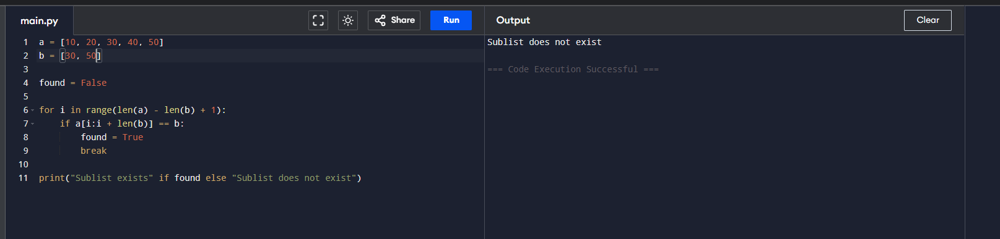 main.py Share Run Output Clear
1 a = [10, 20, 30, 40, 50]
2 b = [30, 50]
3
4 found = False
5
6 for i in range(len(a) - len(b) + 1):
7     if a[i:i + len(b)] == b:
8         found = True
9         break
10
11 print("Sublist exists" if found else "Sublist does not exist")
Sublist does not exist
=== Code Execution Successful ===